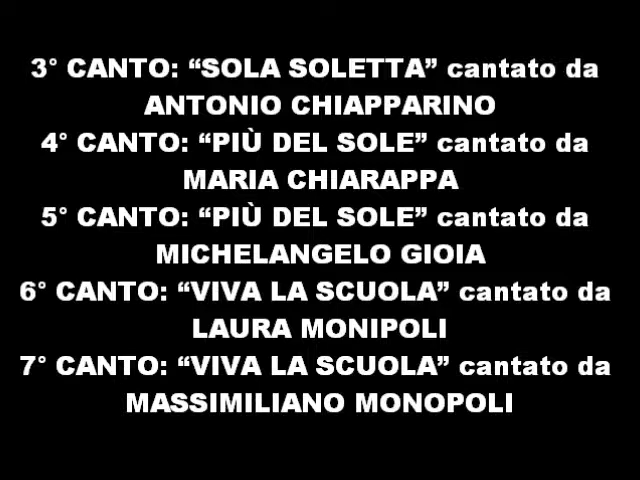 3° CANTO: “SOLA SOLETTA” cantato da
ANTONIO CHIAPPARINO
4° CANTO: “PIÙ DEL SOLE” cantato da
MARIA CHIARAPPA
5° CANTO: “PIÙ DEL SOLE” cantato da
MICHELANGELO GIOIA
6° CANTO: “VIVA LA SCUOLA” cantato da
LAURA MONIPOLI
7° CANTO: “VIVA LA SCUOLA” cantato da
MASSIMILIANO MONOPOLI